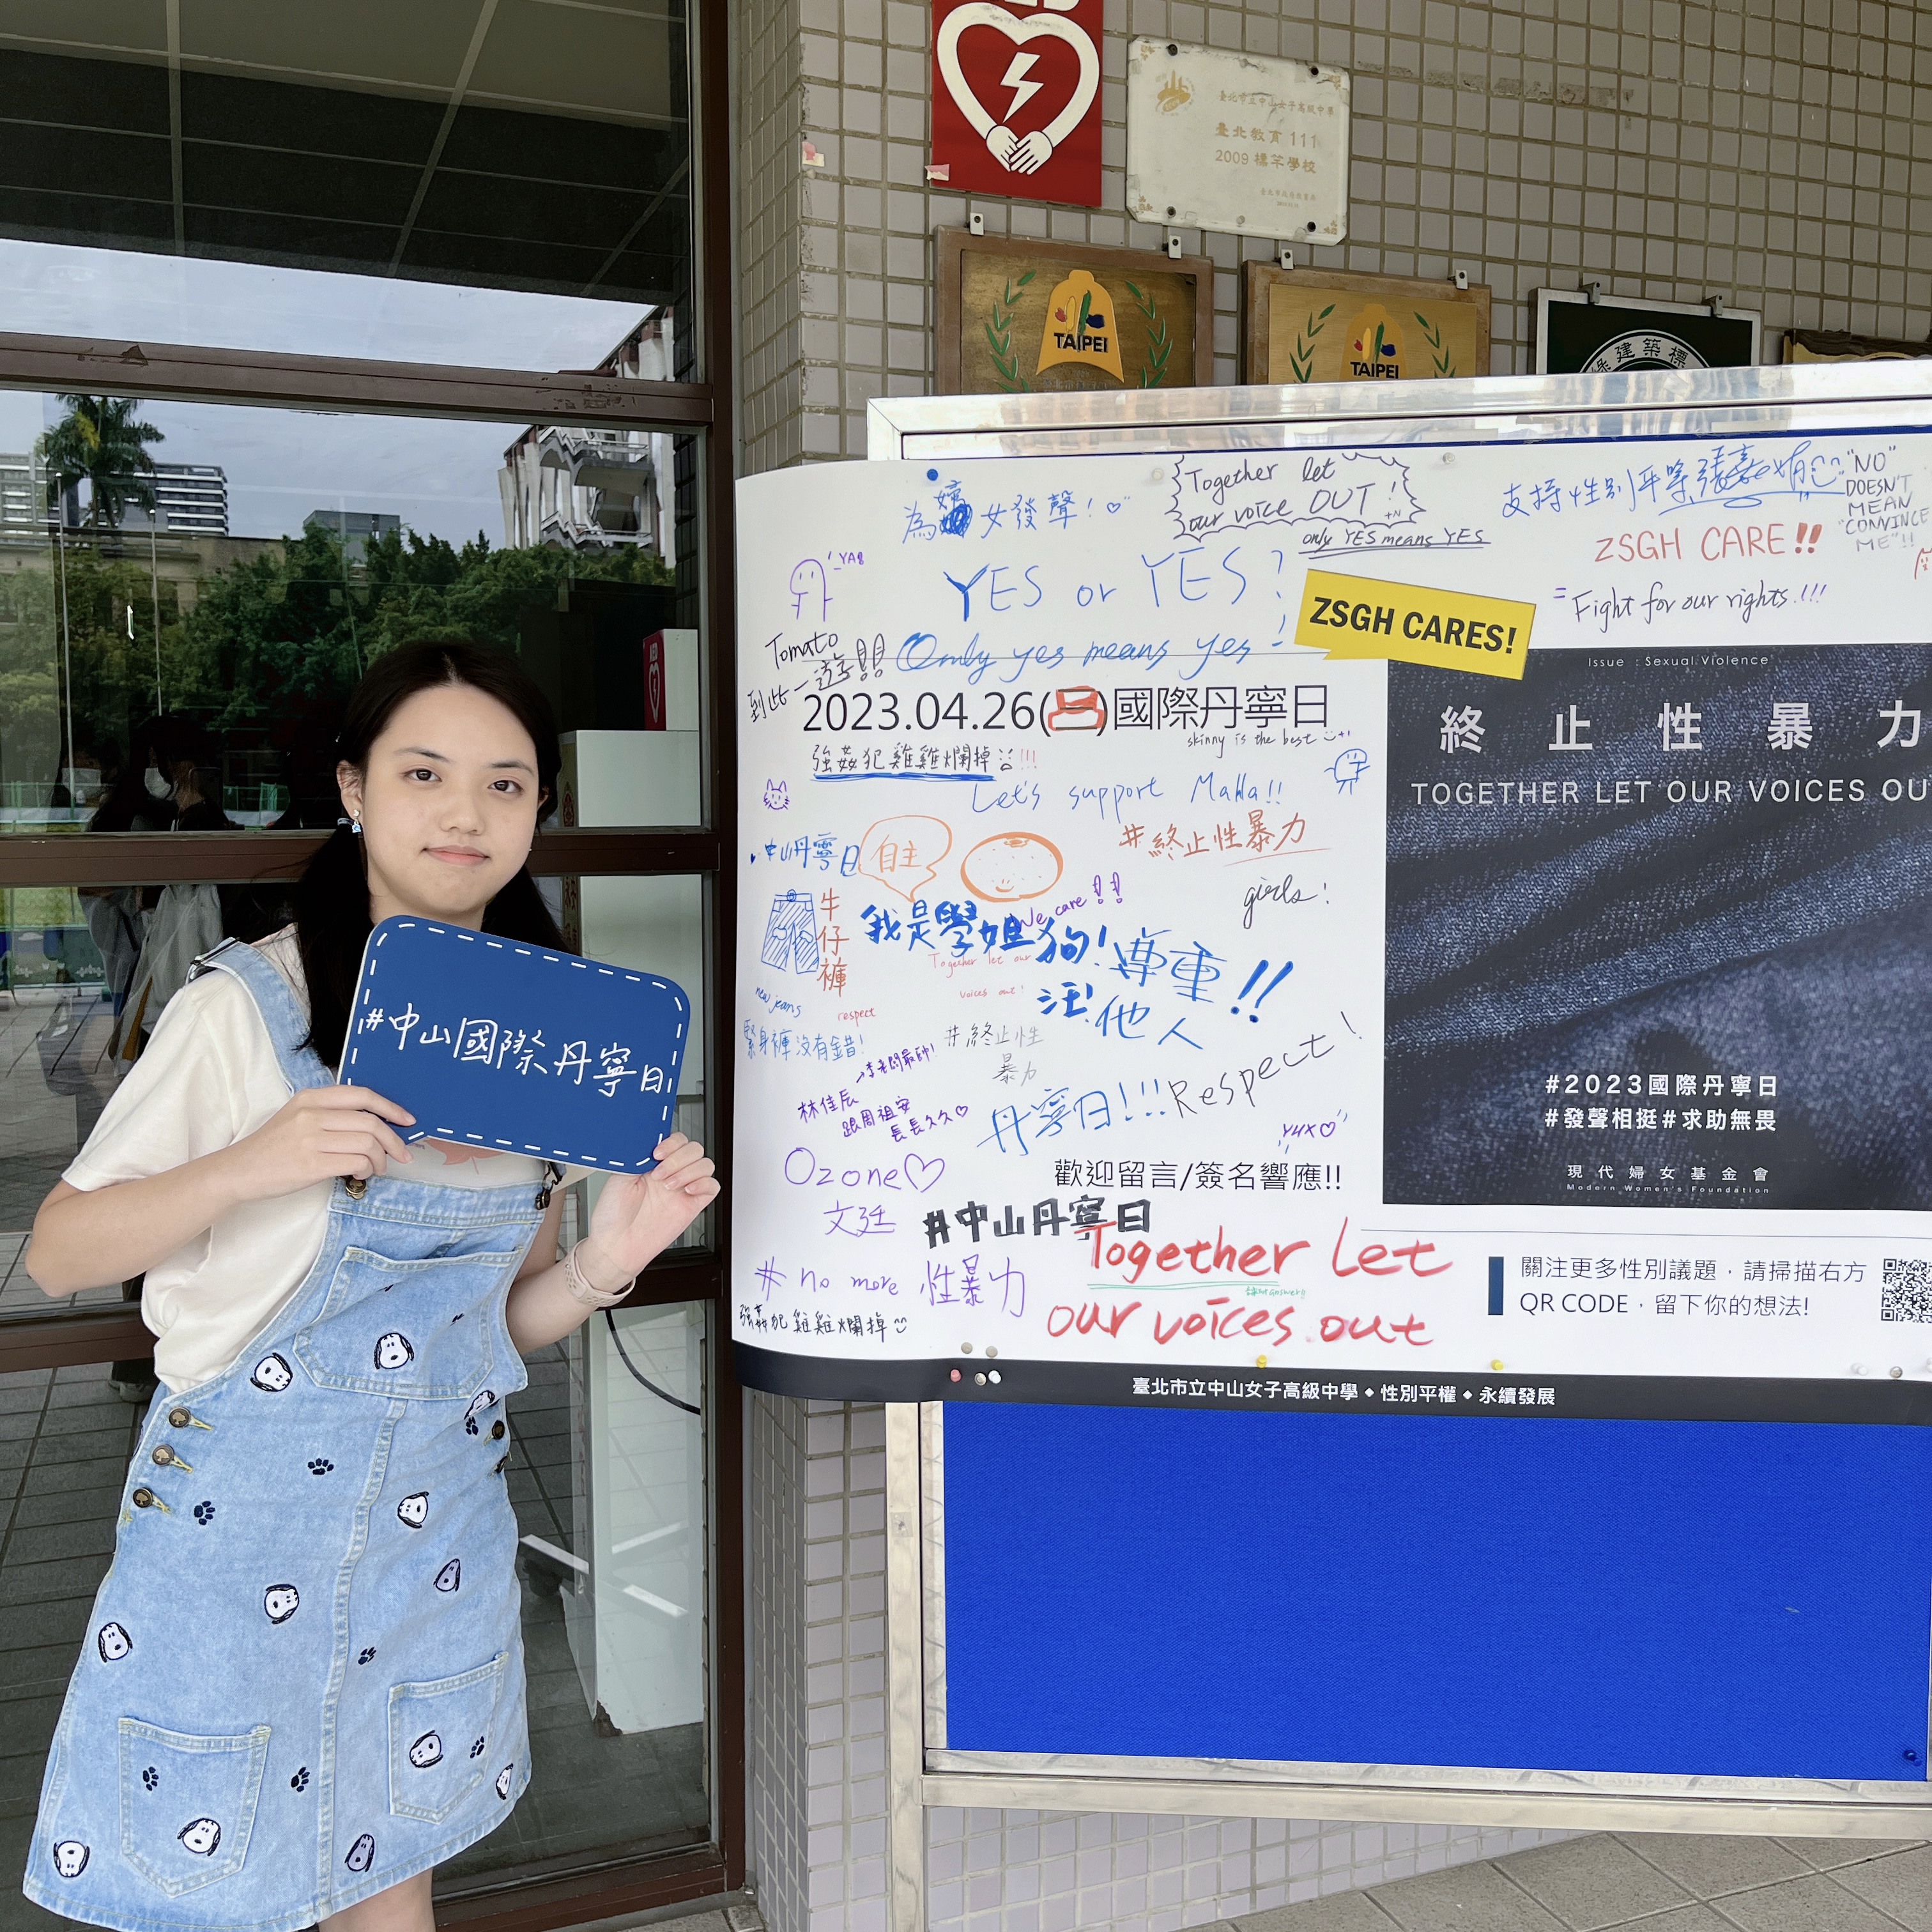 臺北市立中山女子高級中學
臺北教育 111
2009 標竿學校
TAIPEI
TAIPEI
綠建築標
為女發聲!
Together let
our voice OUT!
+N
only YES means YES
支持性別平等
"NO"
DOESN'T
MEAN
"CONVINCE
ME"!!
ZSGH CARE!!
YES or YES?
ZSGH CARES!
Fight for our rights!!!
Tomato
到此一遊!!
Only yes means yes!
2023.04.26(三)國際丹寧日
skinny is the best
強姦犯雞雞爛掉!!!
Let's support
#終止性暴力
中山丹寧日
自主
girls!
牛仔褲
We care!!
我是學姐狗!
汪!
尊重
他人
!!
Together let our
voices out!
new jeans
respect
緊身褲沒有錯!
#終止性
暴力
林佳辰
跟周祖安
長長久久♡
丹寧日!!!
Respect!
歡迎留言/簽名響應!!
Ozone♡
文廷
#中山丹寧日
Together let
our voices out
#no more 性暴力
強姦犯雞雞爛掉
Issue : Sexual Violence
終止性暴力
TOGETHER LET OUR VOICES OU
#2023國際丹寧日
#發聲相挺#求助無畏
現代婦女基金會
Modern Women's Foundation
關注更多性別議題，請掃描右方
QR CODE，留下你的想法!
臺北市立中山女子高級中學 ◆ 性別平權 ◆ 永續發展
#中山國際丹寧日